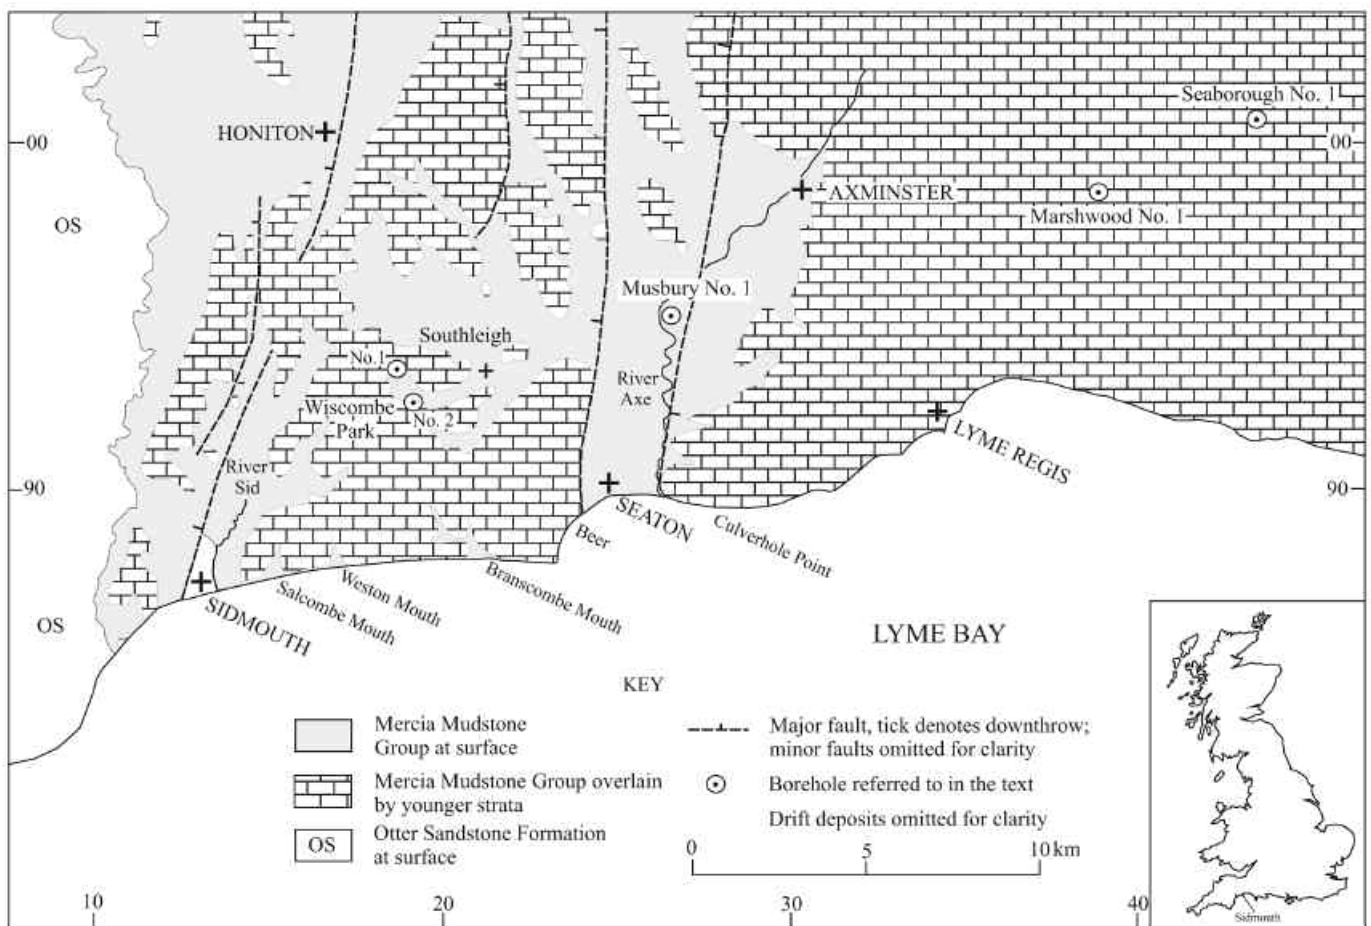 Seaborough No. 1
HONITON
00
00
OS
AXMINSTER
Marshwood No. 1
Musbury No. 1
Southleigh
No.1
River
Axe
Wiscombe
Park
No. 2
LYME REGIS
River
Sid
90
90
SEATON
Beer
Culverhole Point
Branscombe Mouth
Weston Mouth
Salcombe Mouth
SIDMOUTH
OS
LYME BAY
KEY
Mercia Mudstone
Group at surface
Major fault, tick denotes downthrow;
minor faults omitted for clarity
Mercia Mudstone Group overlain
by younger strata
Borehole referred to in the text
OS
Otter Sandstone Formation
at surface
Drift deposits omitted for clarity
0
5
10 km
10
20
30
40
Sidmouth